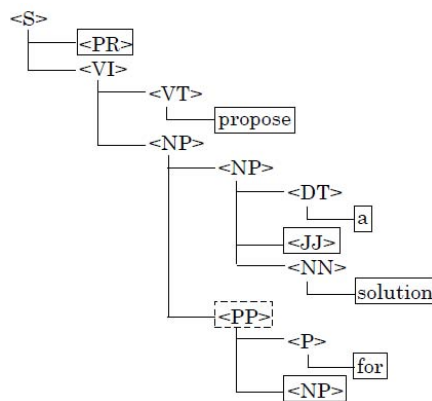 <S>
<PR>
<VI>
<VT>
propose
<NP>
<NP>
<DT>
a
<JJ>
<NN>
solution
<PP>
<P>
for
<NP>